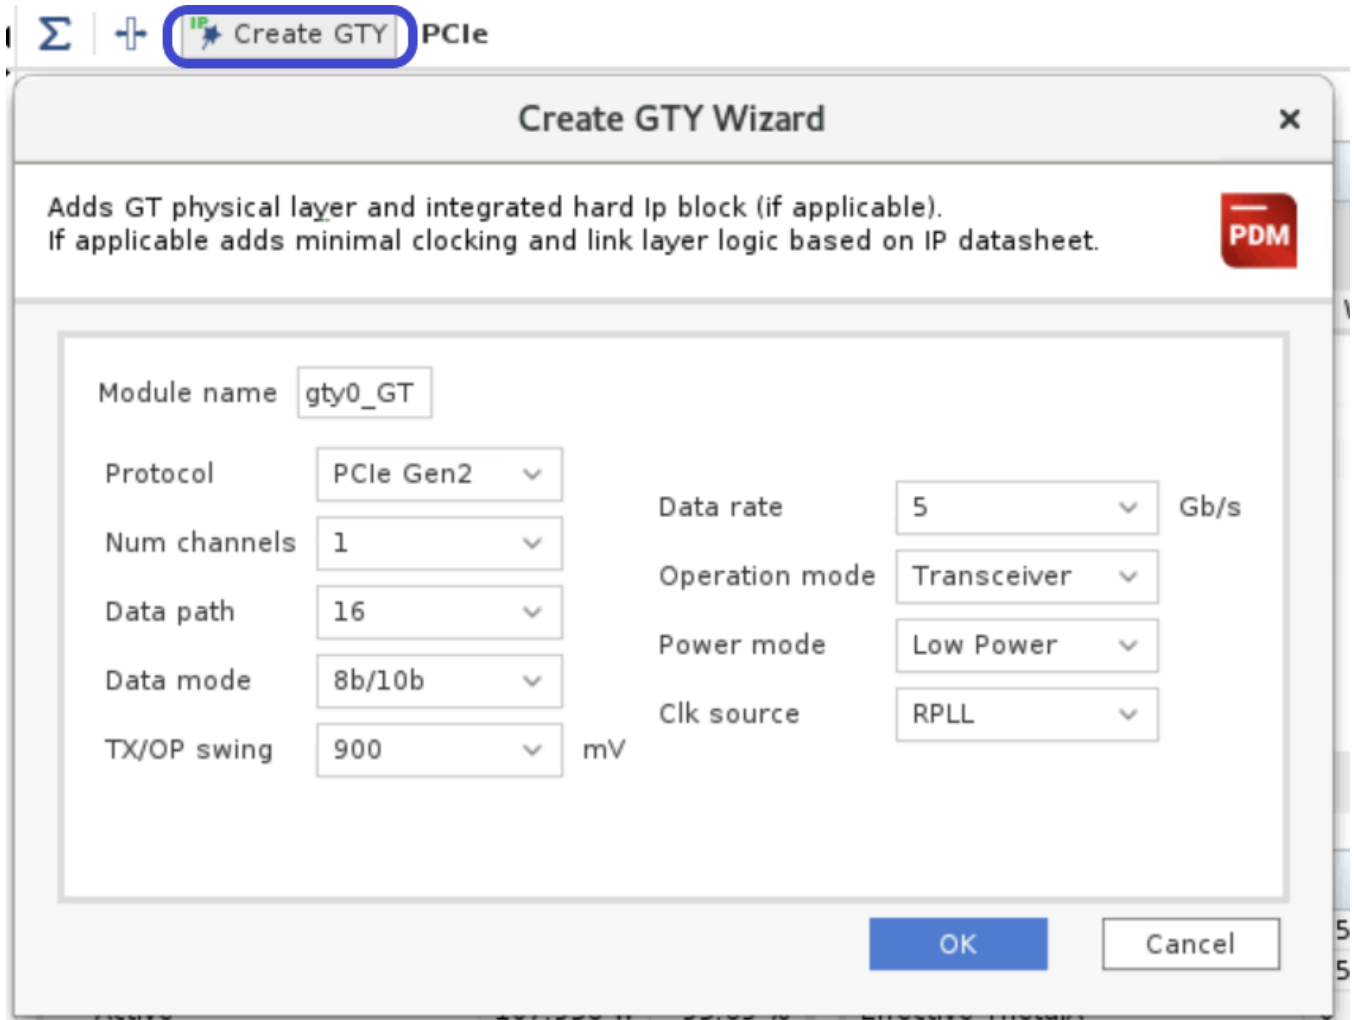 IP Create GTY PCIe
Create GTY Wizard
Adds GT physical layer and integrated hard Ip block (if applicable).
If applicable adds minimal clocking and link layer logic based on IP datasheet.
PDM
Module name gty0_GT
Protocol PCIe Gen2
Num channels 1
Data path 16
Data mode 8b/10b
TX/OP swing 900 mV
Data rate 5 Gb/s
Operation mode Transceiver
Power mode Low Power
Clk source RPLL
OK Cancel
5
5